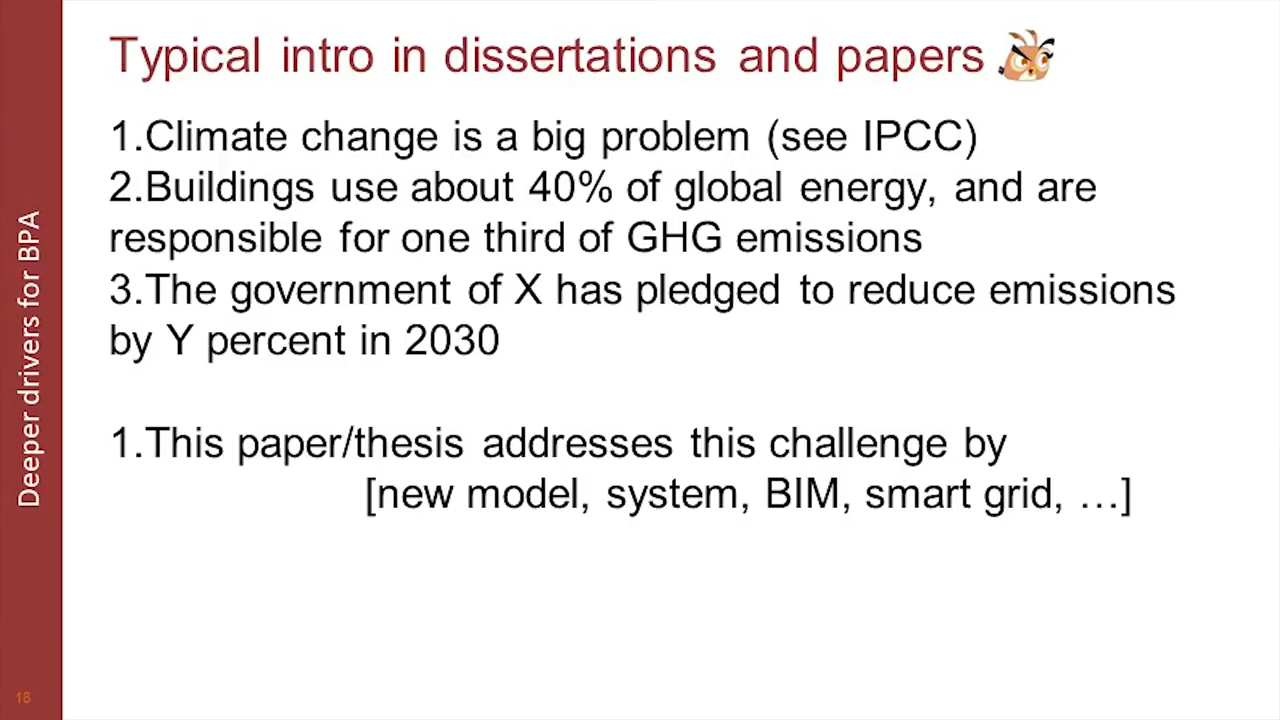 Typical intro in dissertations and papers
1.Climate change is a big problem (see IPCC)
2.Buildings use about 40% of global energy, and are
responsible for one third of GHG emissions
3.The government of X has pledged to reduce emissions
by Y percent in 2030
1.This paper/thesis addresses this challenge by
[new model, system, BIM, smart grid, …]
Deeper drivers for BPA
18